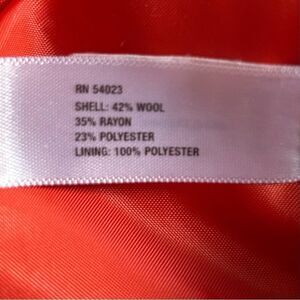 RN 54023
SHELL: 42% WOOL
35% RAYON
23% POLYESTER
LINING: 100% POLYESTER